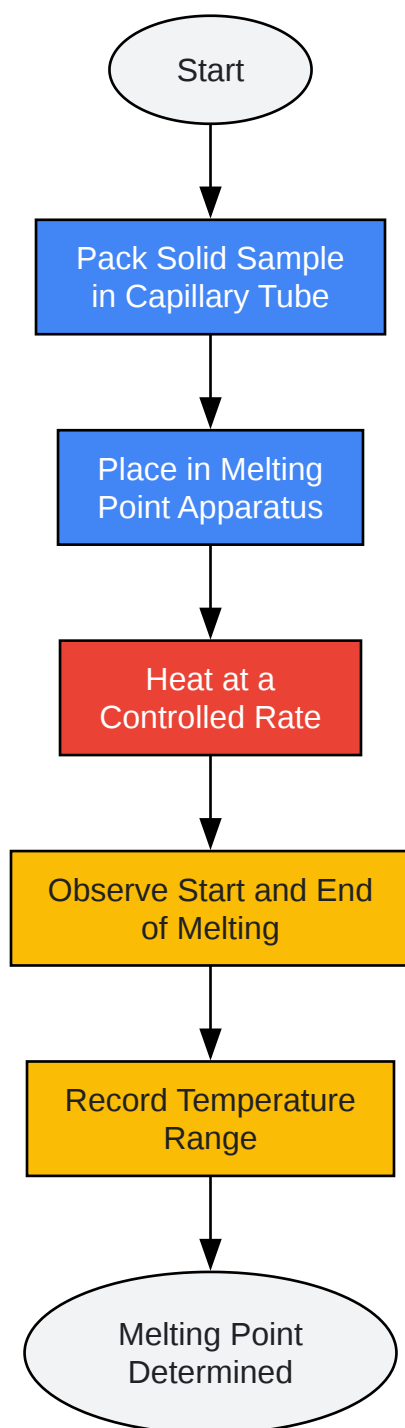 Start
Pack Solid Sample
in Capillary Tube
Place in Melting
Point Apparatus
Heat at a
Controlled Rate
Observe Start and End
of Melting
Record Temperature
Range
Melting Point
Determined